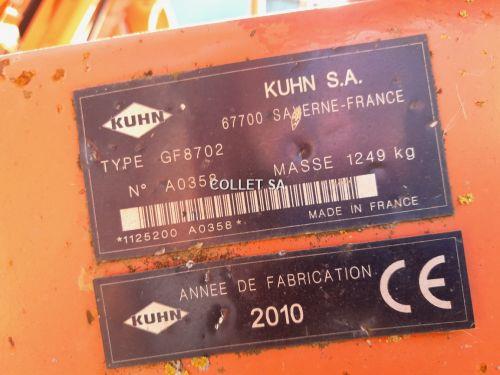 KUHN
KUHN S.A.
67700 SAVERNE-FRANCE
TYPE GF8702
N° A0358
MASSE 1249 kg
COLLET SA
*1125200 A0358*
MADE IN FRANCE
KUHN
ANNÉE DE FABRICATION
2010
CE